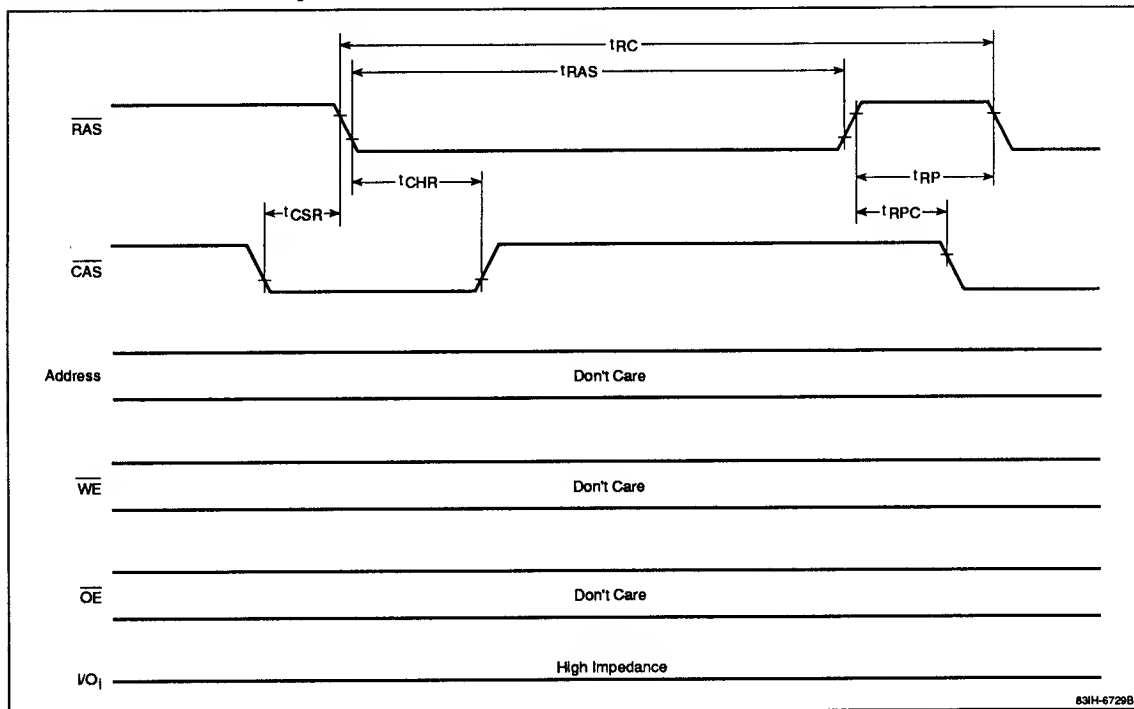 tRC
tRAS
RAS
tCHR
tRP
tCSR
tRPC
CAS
Address
Don't Care
WE
Don't Care
OE
Don't Care
High Impedance
I/Oi
83IH-6729B